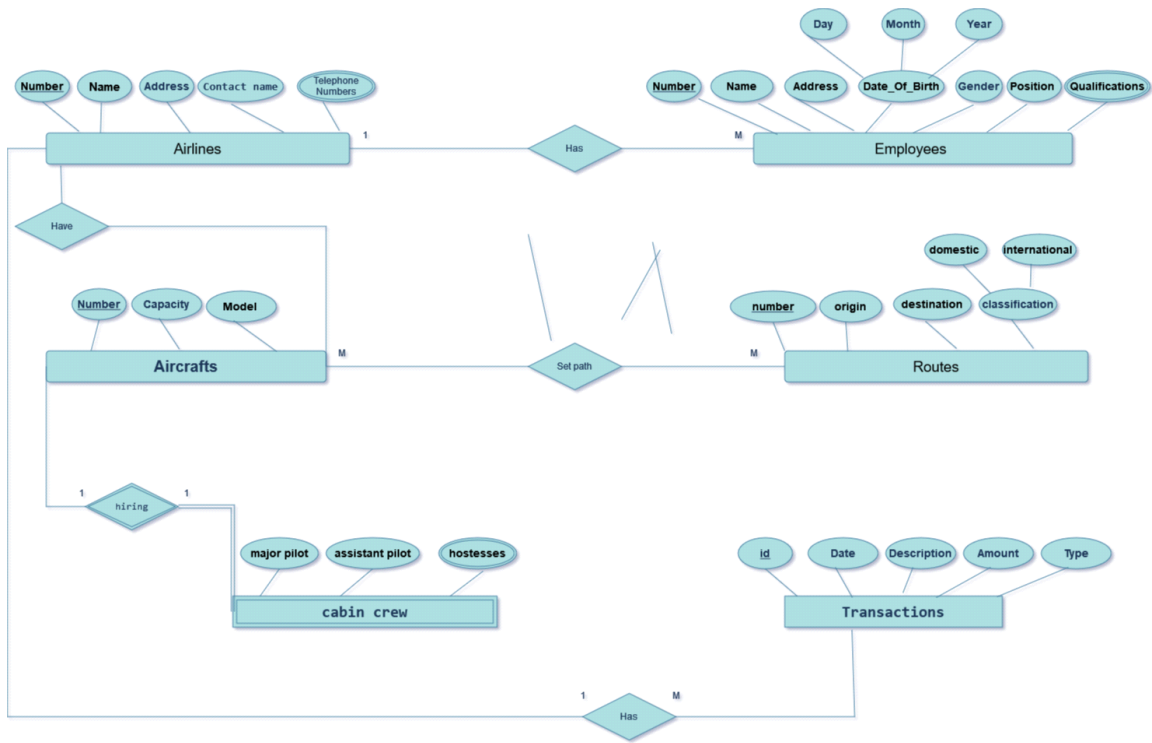 Day
Month
Year
Number
Name
Address
Contact name
Telephone
Numbers
Number
Name
Address
Date_Of_Birth
Gender
Position
Qualifications
Airlines
1
Has
M
Employees
Have
domestic
international
Number
Capacity
Model
number
origin
destination
classification
Aircrafts
M
Set path
M
Routes
1
hiring
1
major pilot
assistant pilot
hostesses
id
Date
Description
Amount
Type
cabin crew
Transactions
1
Has
M